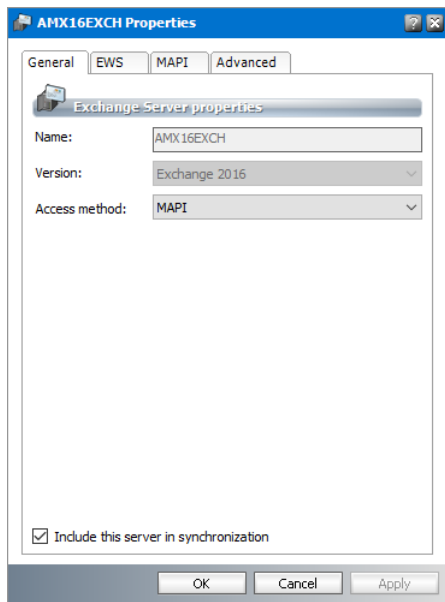 AMX16EXCH Properties
General EWS MAPI Advanced
Exchange Server properties
Name: AMX16EXCH
Version: Exchange 2016
Access method: MAPI
Include this server in synchronization
OK Cancel Apply